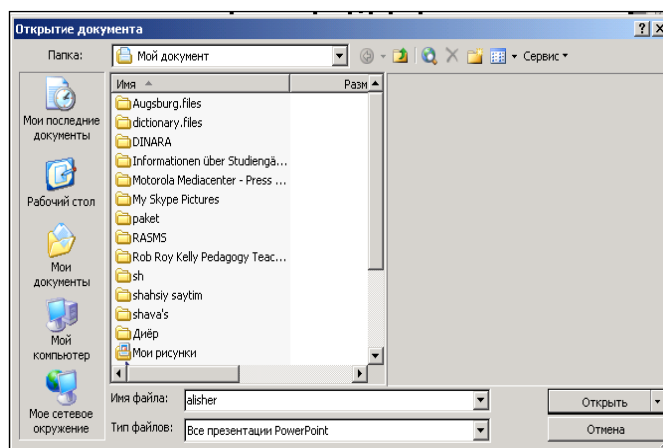 Открытие документа
Папка:
Мой документ
Сервис
Мои последние
документы
Рабочий стол
Мои
документы
Мой
компьютер
Мое сетевое
окружение
Имя
Разм
Augsburg.files
dictionary.files
DINARA
Informationen über Studiengä...
Motorola Mediacenter - Press ...
My Skype Pictures
paket
RASMS
Rob Roy Kelly Pedagogy Teac...
sh
shahsiy saytim
shava's
Диёр
Мои рисунки
Имя файла:
alisher
Открыть
Тип файлов:
Все презентации PowerPoint
Отмена